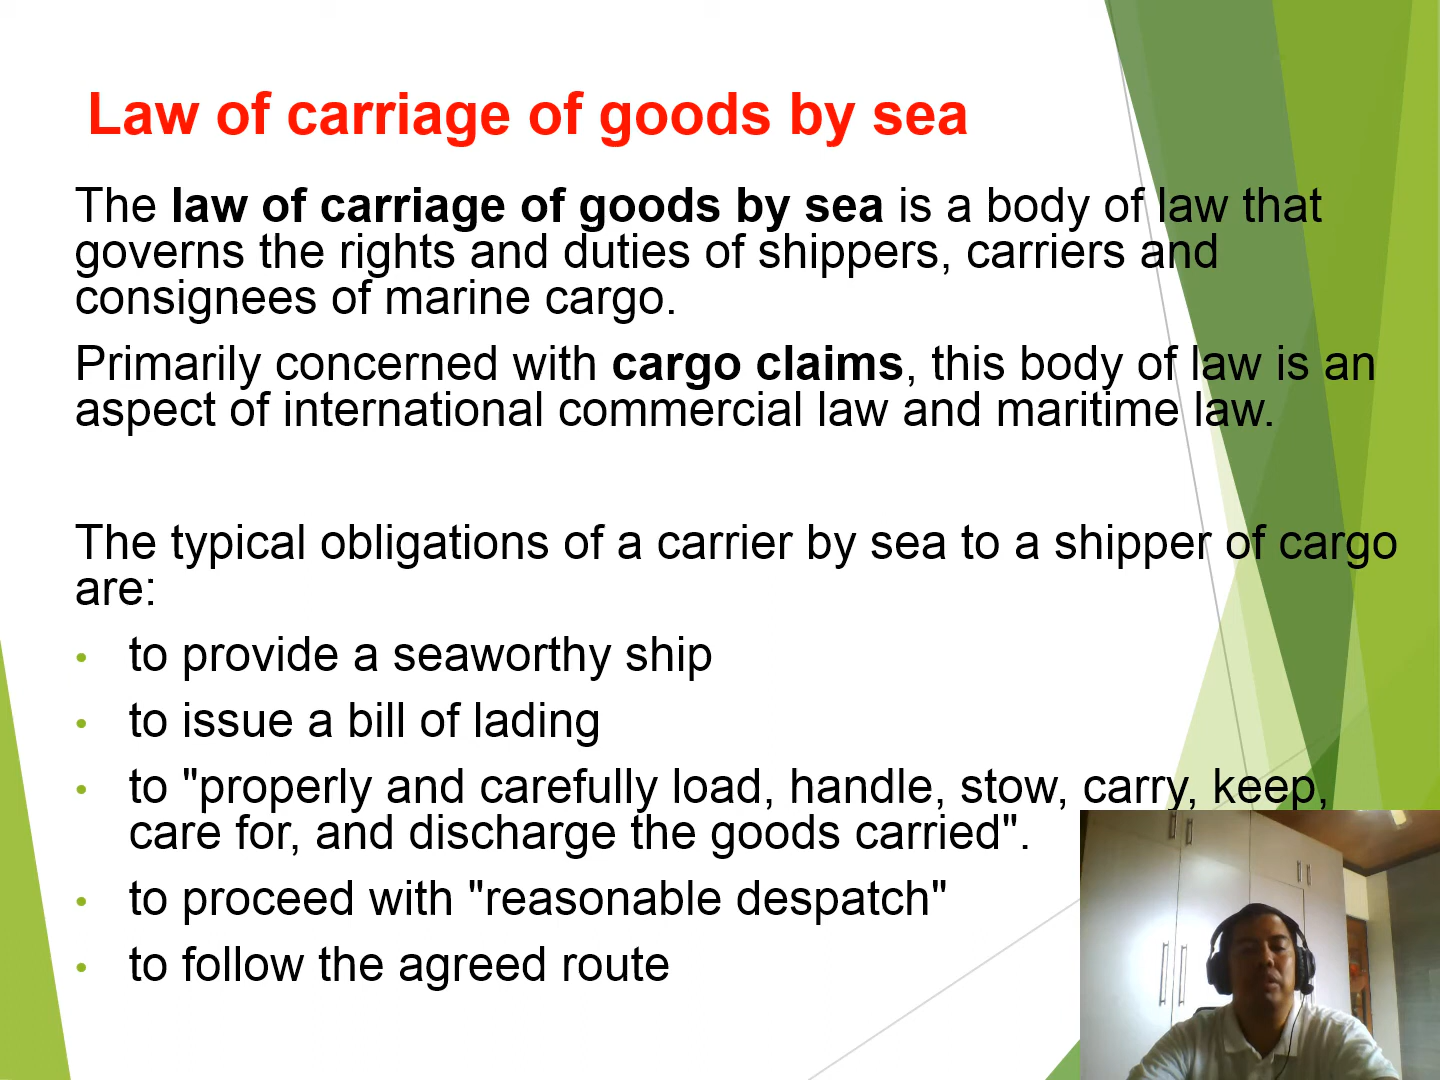 Law of carriage of goods by sea
The law of carriage of goods by sea is a body of law that
governs the rights and duties of shippers, carriers and
consignees of marine cargo.
Primarily concerned with cargo claims, this body of law is an
aspect of international commercial law and maritime law.
The typical obligations of a carrier by sea to a shipper of cargo
are:
• to provide a seaworthy ship
• to issue a bill of lading
• to "properly and carefully load, handle, stow, carry, keep,
care for, and discharge the goods carried".
• to proceed with "reasonable despatch"
• to follow the agreed route